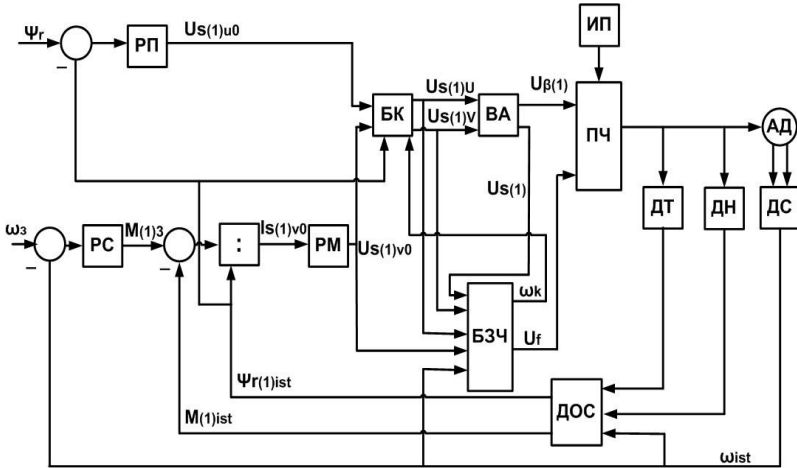 ИП
Ψr
РП
Us(1)u0
–
БК
Us(1)U
Us(1)V
ВА
Uβ(1)
ПЧ
АД
Us(1)
ДТ
ДН
ДС
ωз
РС
M(1)З
:
Is(1)v0
РМ
Us(1)v0
–
–
БЗЧ
ωk
Uf
Ψr(1)ist
M(1)ist
ДОС
ωist